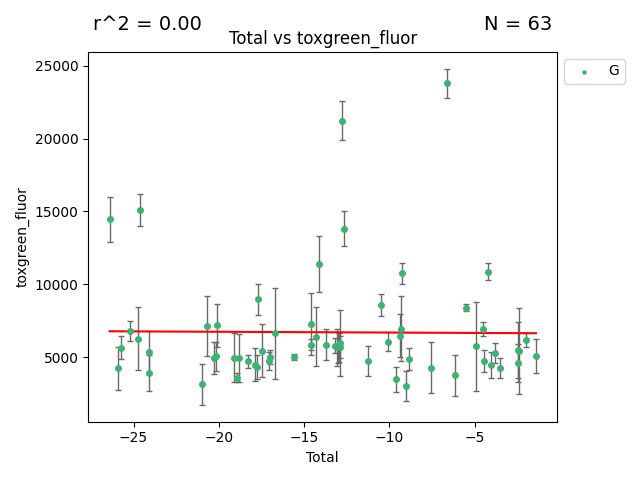 r^2 = 0.00
N = 63
Total vs toxgreen_fluor
25000
20000
15000
10000
5000
toxgreen_fluor
−25
−20
−15
−10
−5
Total
G